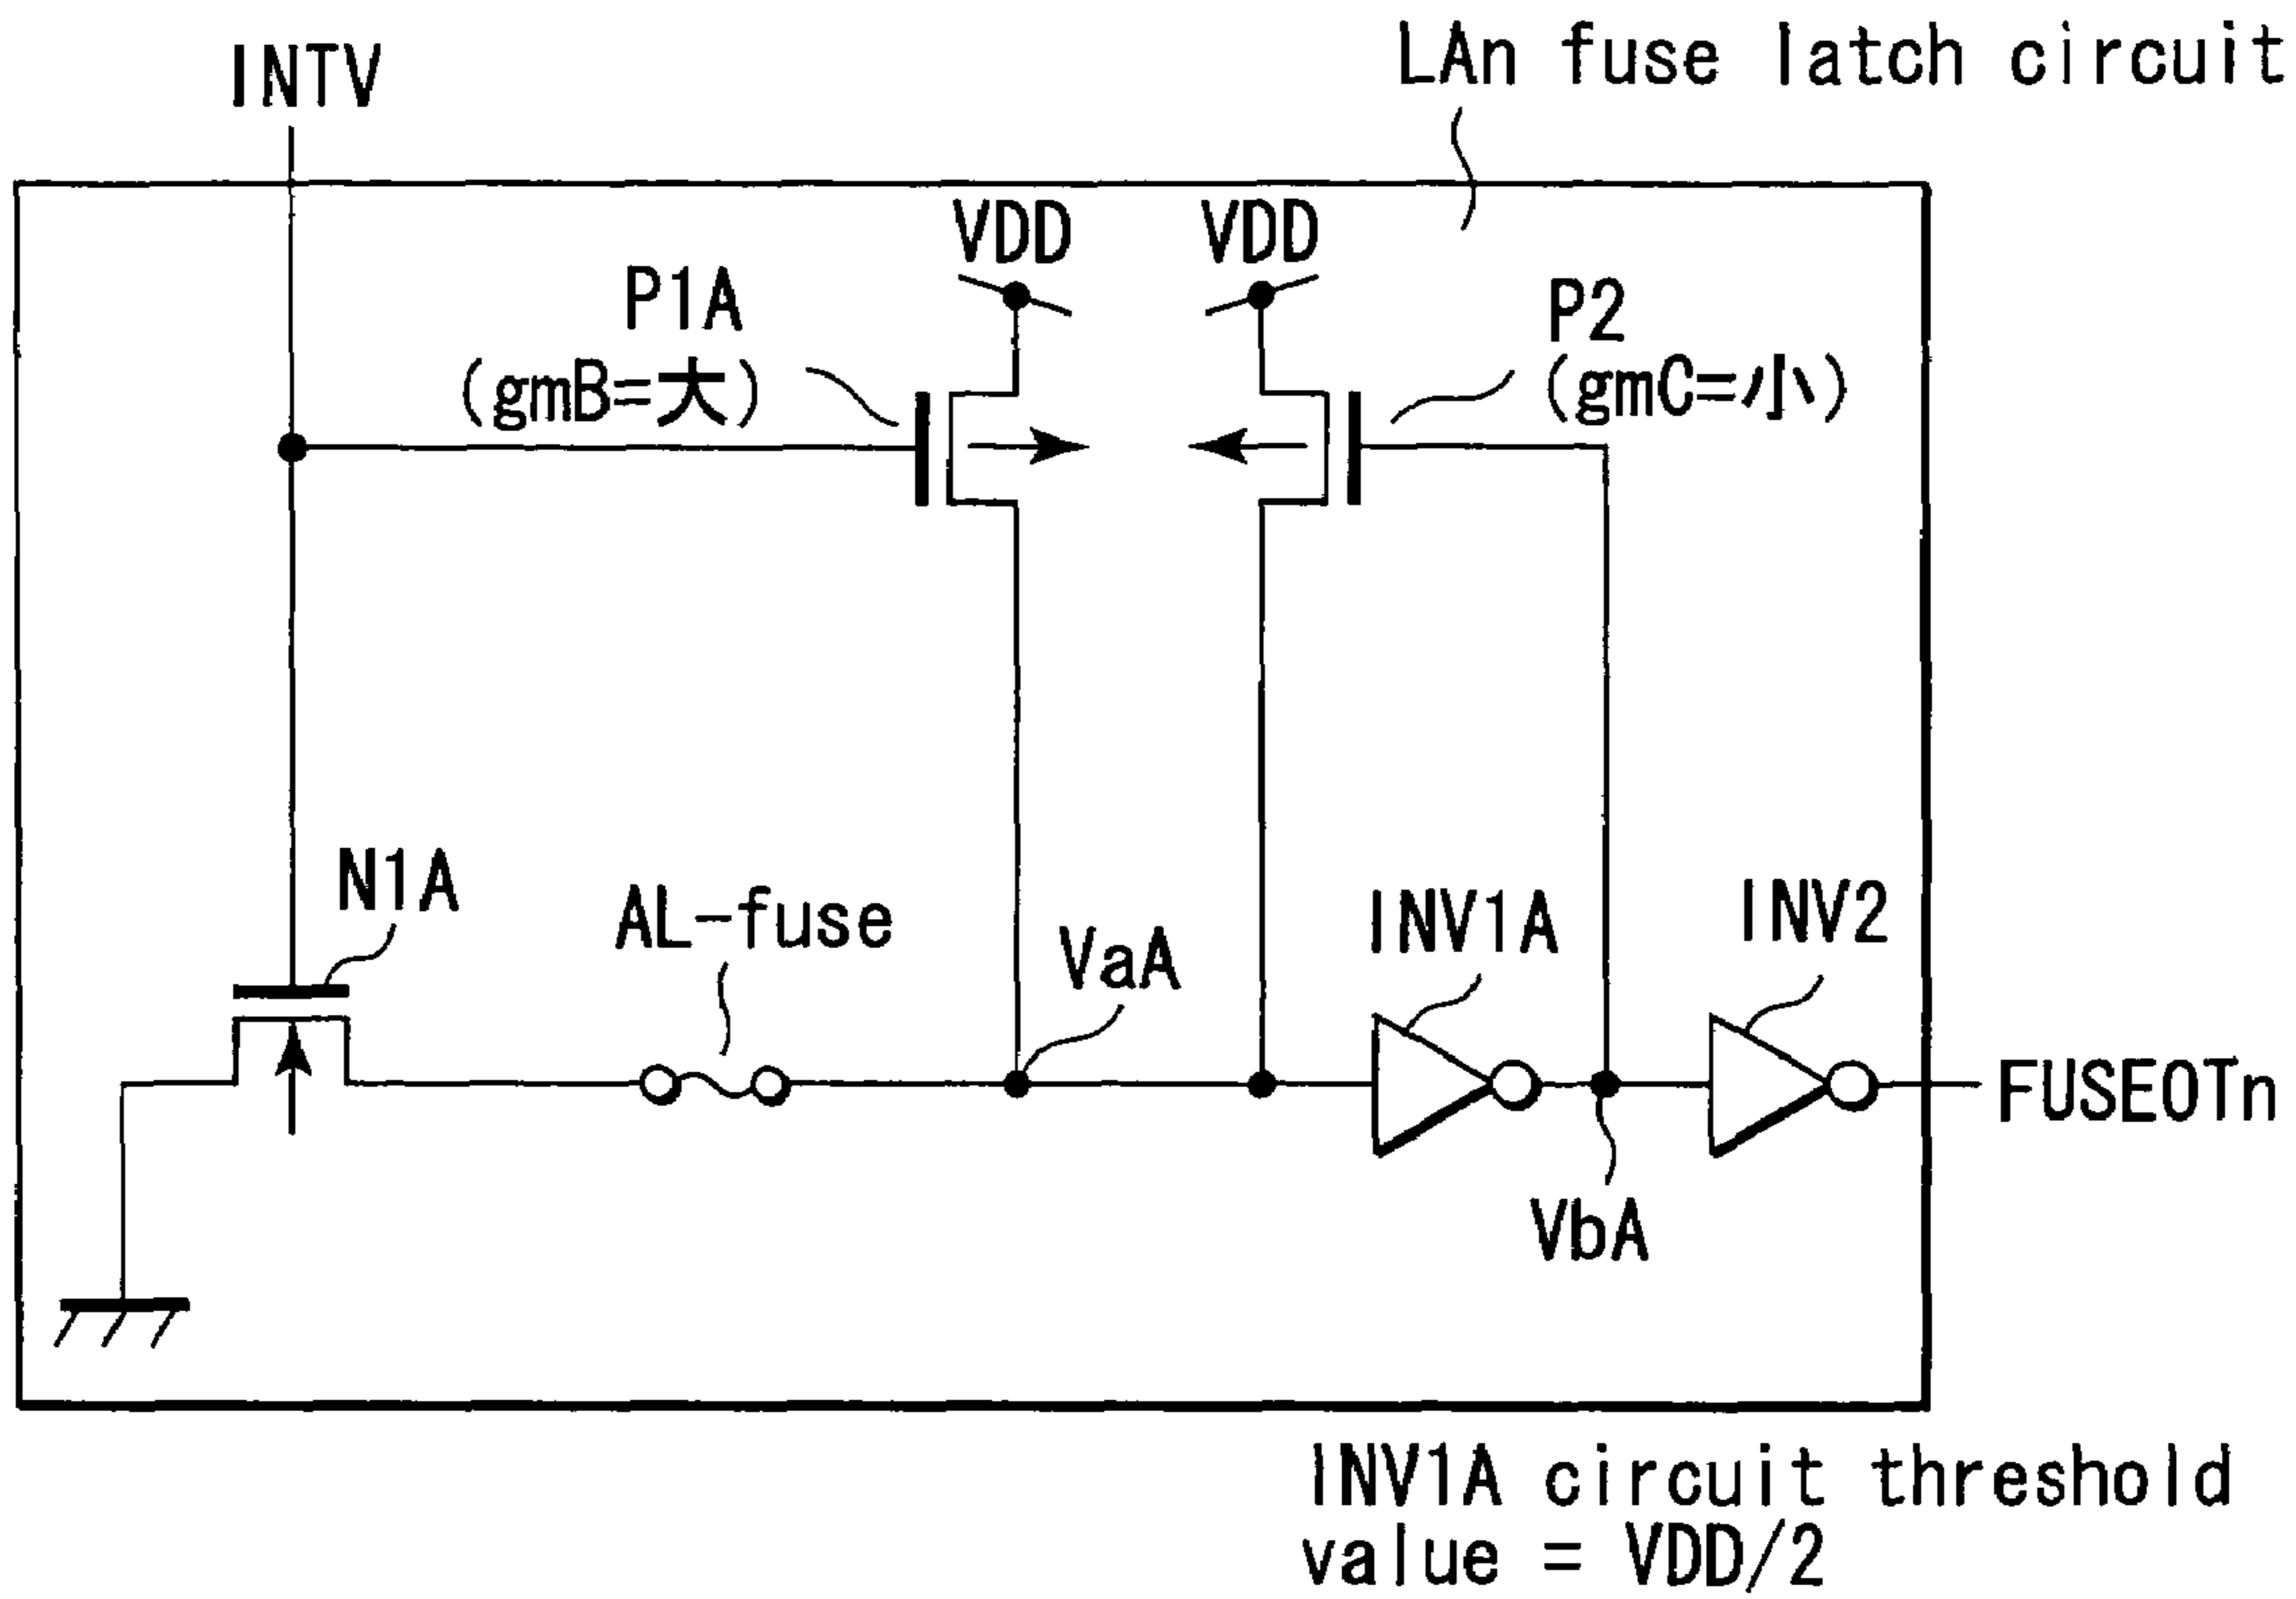 LAn fuse latch circuit
INTV
VDD
VDD
P1A
(gmB=大)
P2
(gmC=小)
N1A
AL-fuse
VaA
INV1A
INV2
FUSEOTn
VbA
INV1A circuit threshold
value = VDD/2